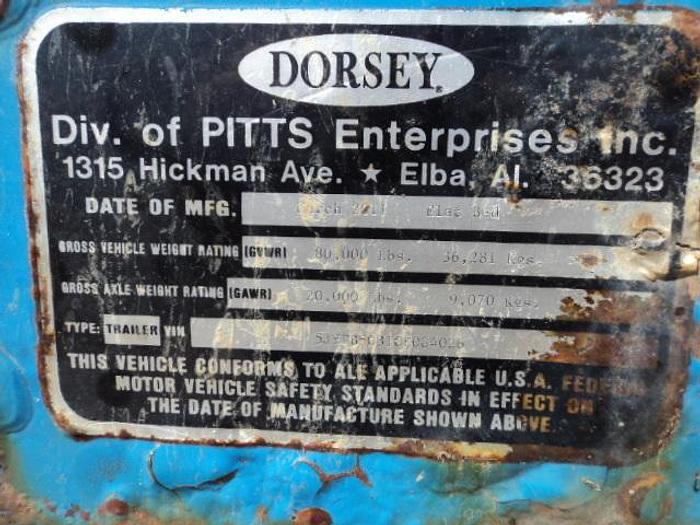 DORSEY®
Div. of PITTS Enterprises Inc.
1315 Hickman Ave. ★ Elba, Al. 36323
DATE OF MFG. Flat Bed
GROSS VEHICLE WEIGHT RATING (GVWR) 80,000 Lbs. 36,281 Kgs.
GROSS AXLE WEIGHT RATING (GAWR) 20,000 Lbs. 9,070 Kgs.
TYPE: TRAILER VIN
THIS VEHICLE CONFORMS TO ALL APPLICABLE U.S.A. FEDERAL
MOTOR VEHICLE SAFETY STANDARDS IN EFFECT ON
THE DATE OF MANUFACTURE SHOWN ABOVE